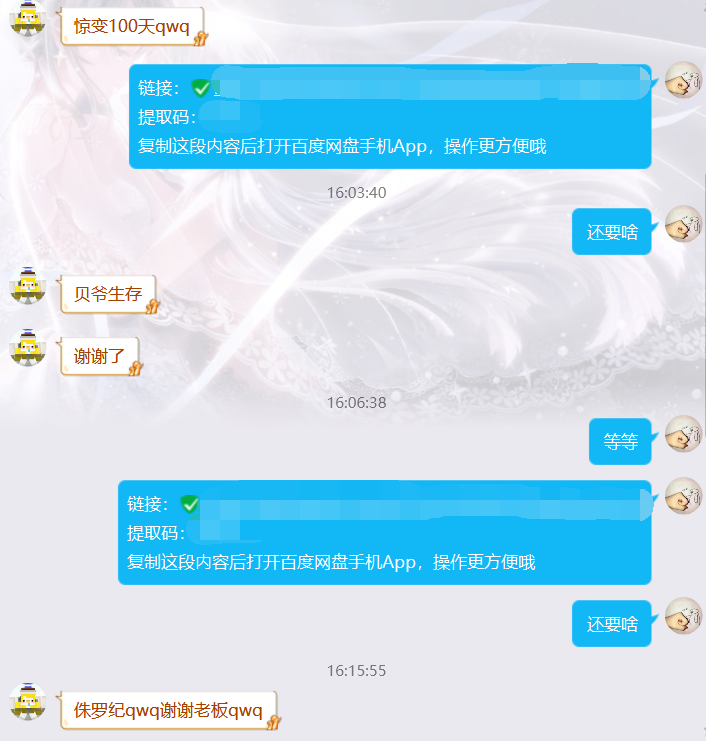 惊变100天qwq
链接：
提取码：
复制这段内容后打开百度网盘手机App，操作更方便哦
16:03:40
还要啥
贝爷生存
谢谢了
16:06:38
等等
链接：
提取码：
复制这段内容后打开百度网盘手机App，操作更方便哦
还要啥
16:15:55
侏罗纪qwq谢谢老板qwq